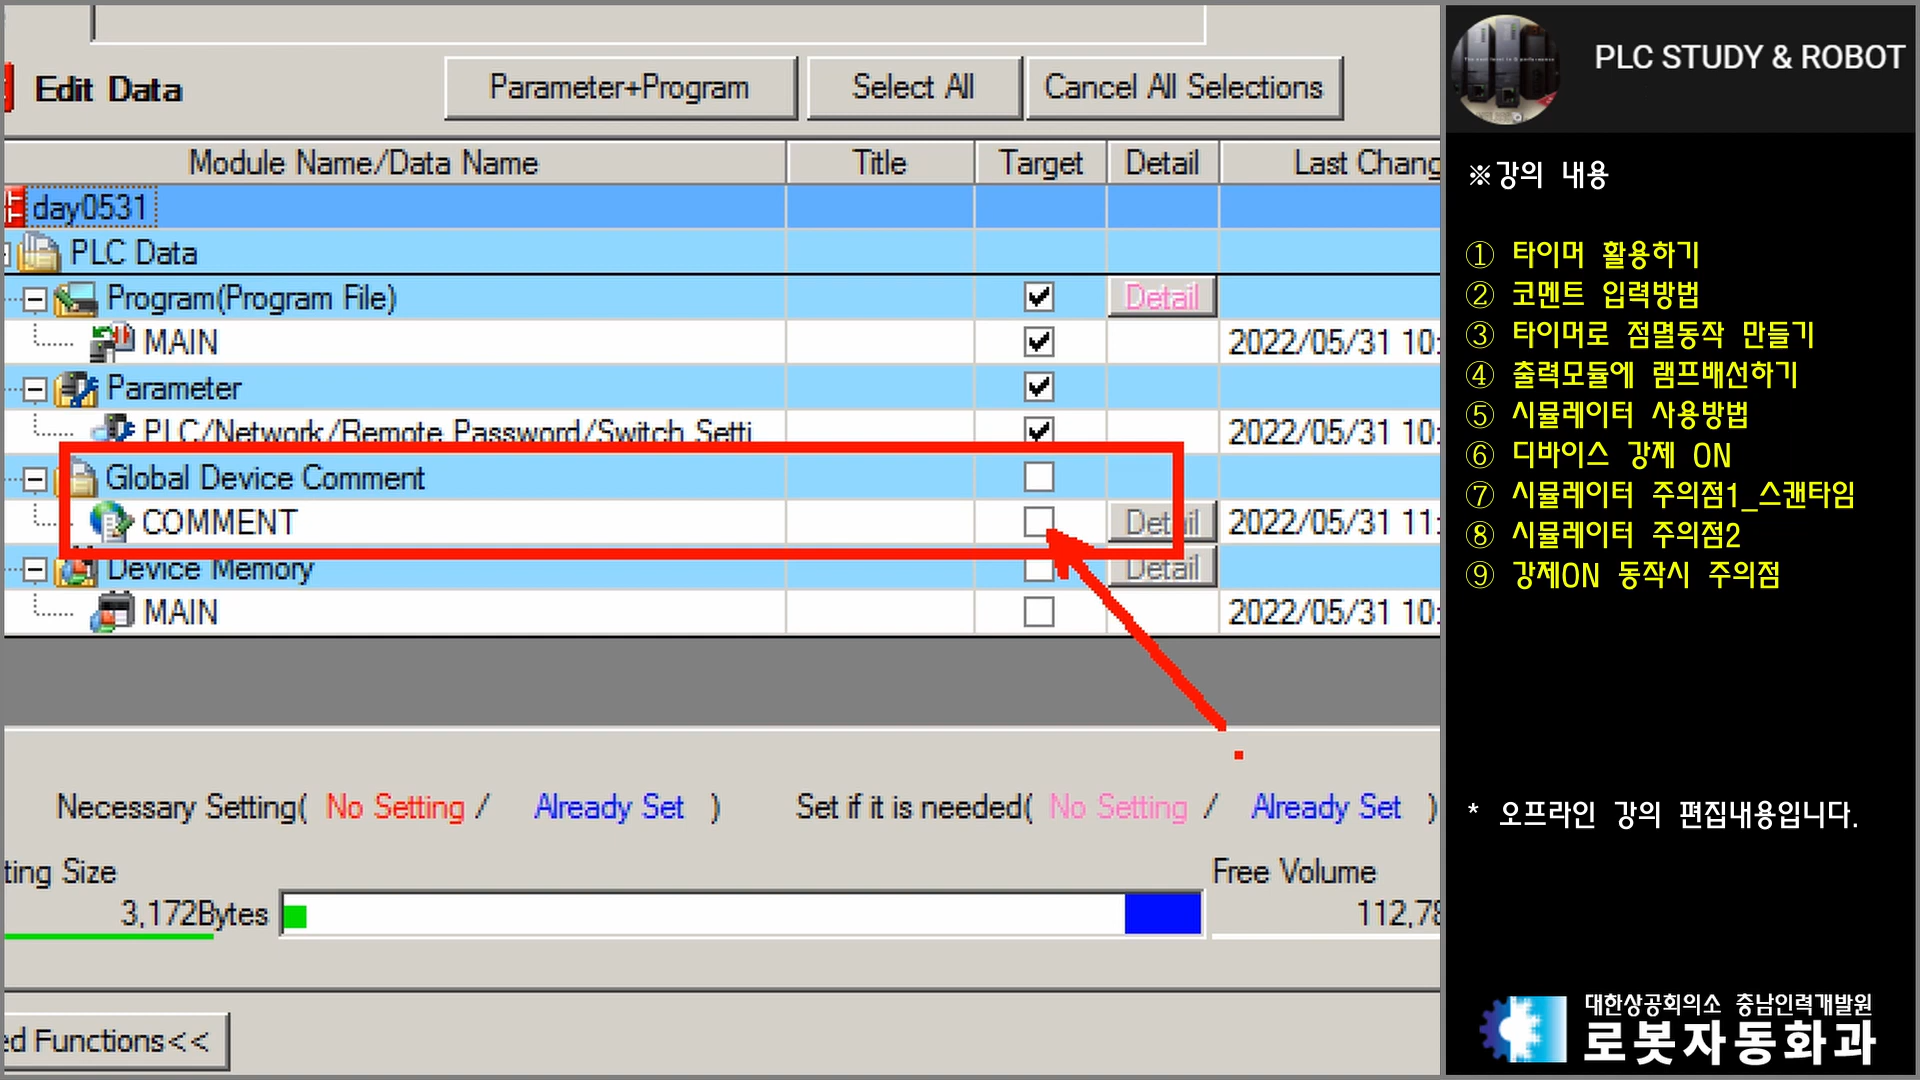 Edit Data
Parameter+Program
Select All
Cancel All Selections
Module Name/Data Name Title Target Detail Last Chang
day0531
PLC Data
Program(Program File) Detail
MAIN 2022/05/31 10:
Parameter
PLC/Network/Remote Password/Switch Setti 2022/05/31 10:
Global Device Comment
COMMENT Detail 2022/05/31 11:
Device Memory Detail
MAIN 2022/05/31 10:
Necessary Setting( No Setting / Already Set ) Set if it is needed( No Setting / Already Set )
ting Size Free Volume
3,172Bytes 112,78
ed Functions<<
PLC STUDY & ROBOT
※강의 내용
① 타이머 활용하기
② 코멘트 입력방법
③ 타이머로 점멸동작 만들기
④ 출력모듈에 램프배선하기
⑤ 시뮬레이터 사용방법
⑥ 디바이스 강제 ON
⑦ 시뮬레이터 주의점1_스캔타임
⑧ 시뮬레이터 주의점2
⑨ 강제ON 동작시 주의점
* 오프라인 강의 편집내용입니다.
대한상공회의소 충남인력개발원
로봇자동화과